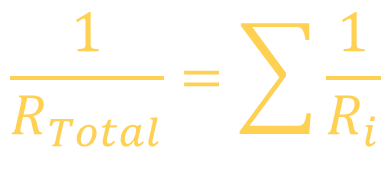 1/R_Total = ∑ 1/R_i